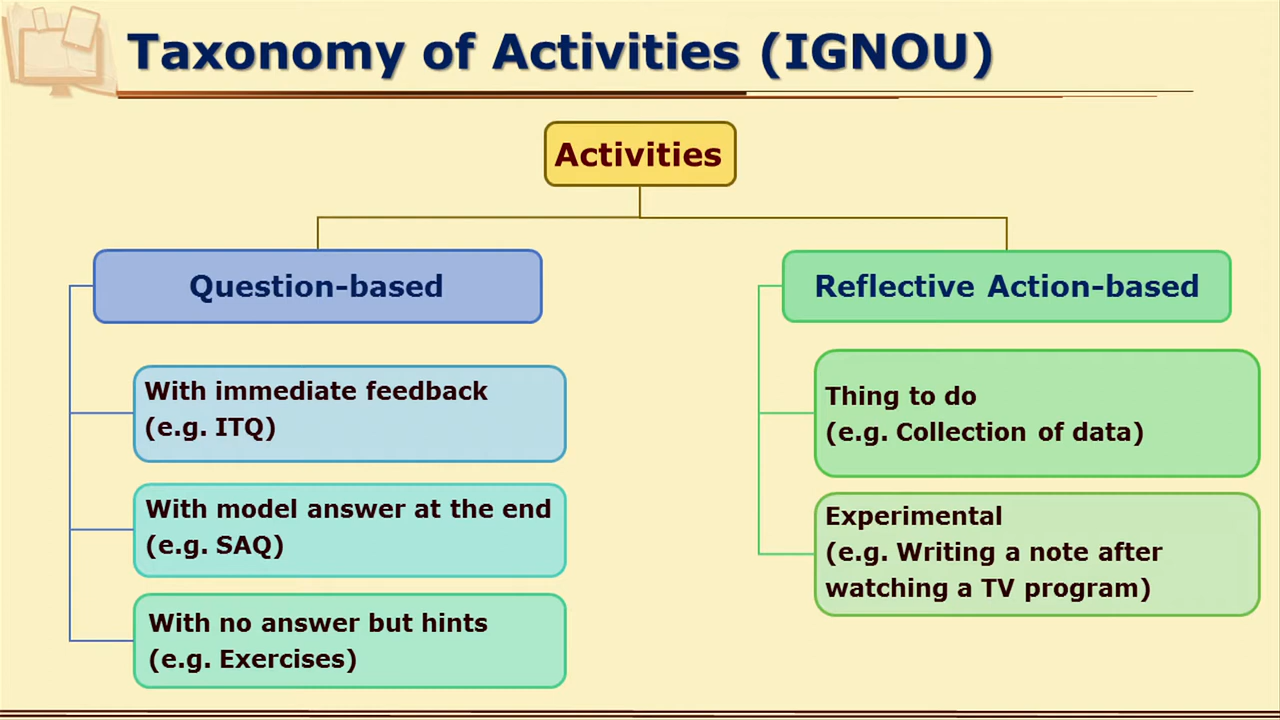 Taxonomy of Activities (IGNOU)
Activities
Question-based
With immediate feedback
(e.g. ITQ)
With model answer at the end
(e.g. SAQ)
With no answer but hints
(e.g. Exercises)
Reflective Action-based
Thing to do
(e.g. Collection of data)
Experimental
(e.g. Writing a note after
watching a TV program)